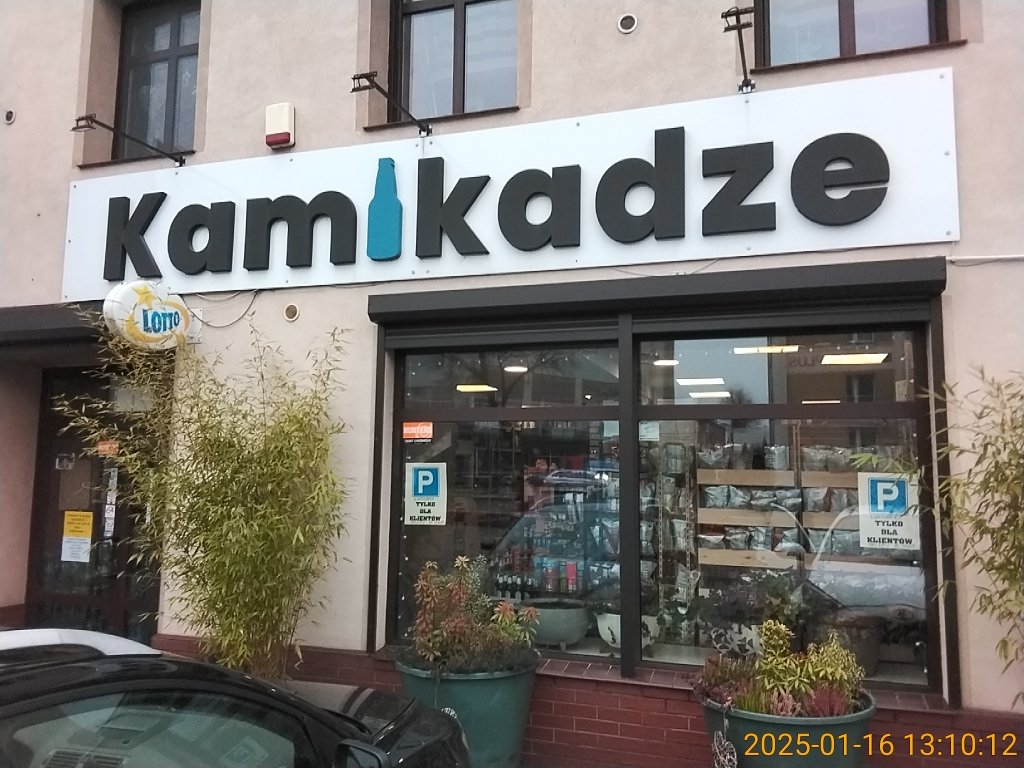 Kamikadze
LOTTO
P
TYLKO
DLA
KLIENTÓW
P
TYLKO
DLA
KLIENTÓW
2025-01-16 13:10:12